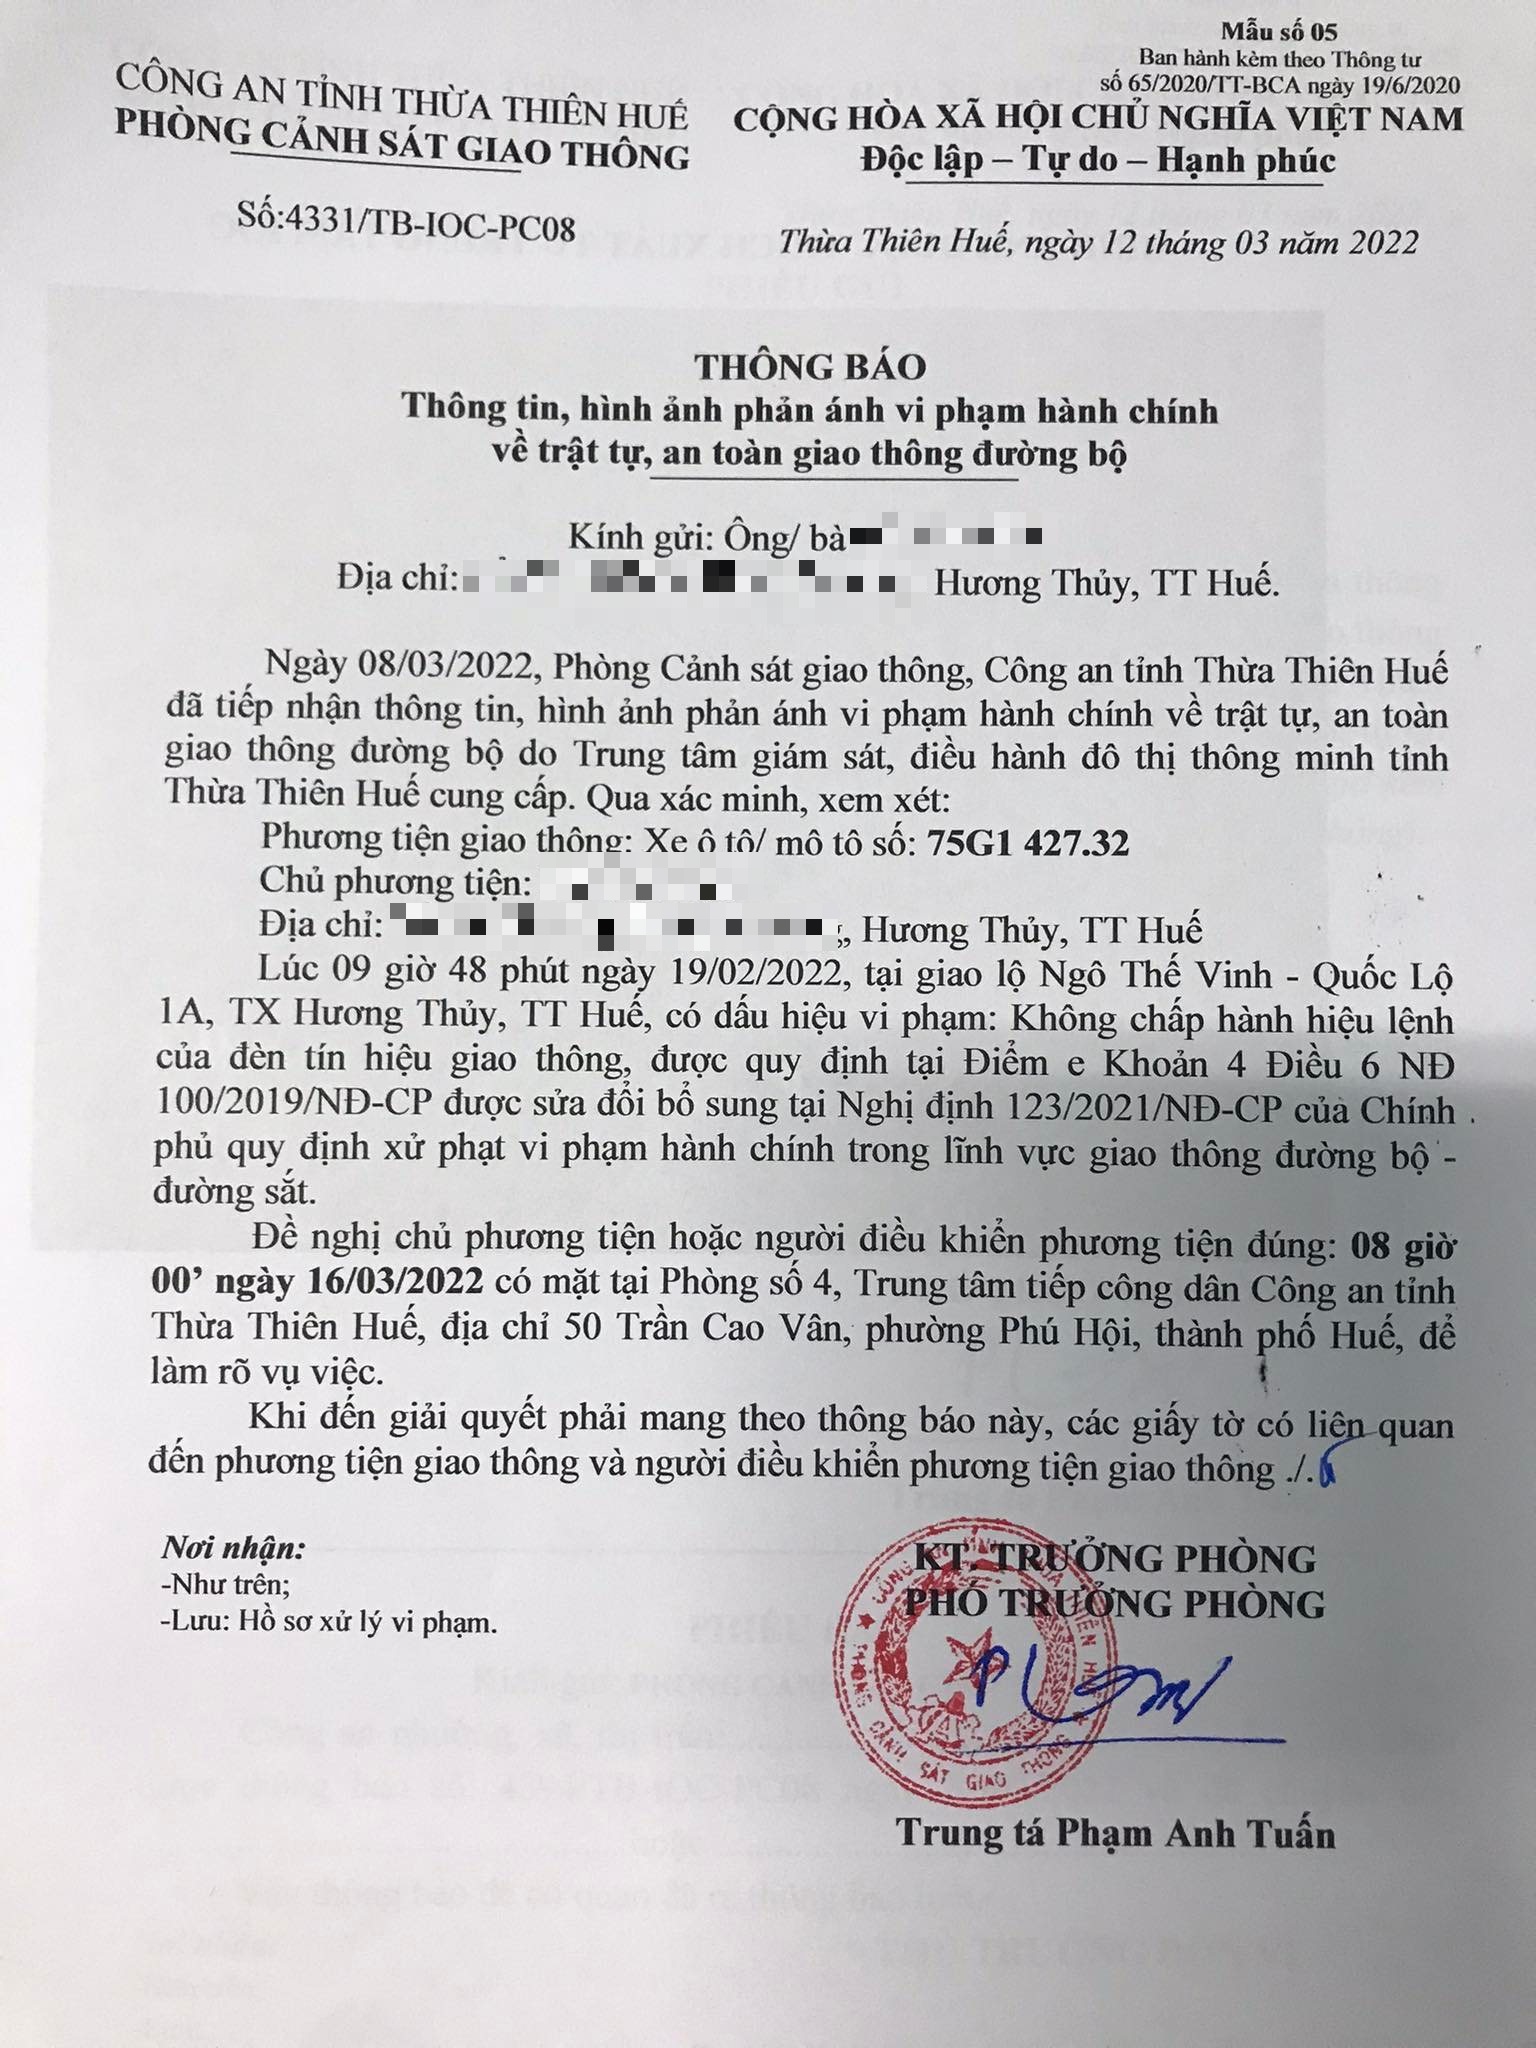 Mẫu số 05
Ban hành kèm theo Thông tư
số 65/2020/TT-BCA ngày 19/6/2020
CÔNG AN TỈNH THỪA THIÊN HUẾ
PHÒNG CẢNH SÁT GIAO THÔNG
CỘNG HÒA XÃ HỘI CHỦ NGHĨA VIỆT NAM
Độc lập – Tự do – Hạnh phúc
Số:4331/TB-IOC-PC08
Thừa Thiên Huế, ngày 12 tháng 03 năm 2022
THÔNG BÁO
Thông tin, hình ảnh phản ánh vi phạm hành chính
về trật tự, an toàn giao thông đường bộ
Kính gửi: Ông/ bà
Địa chỉ: Hương Thủy, TT Huế.
Ngày 08/03/2022, Phòng Cảnh sát giao thông, Công an tỉnh Thừa Thiên Huế
đã tiếp nhận thông tin, hình ảnh phản ánh vi phạm hành chính về trật tự, an toàn
giao thông đường bộ do Trung tâm giám sát, điều hành đô thị thông minh tỉnh
Thừa Thiên Huế cung cấp. Qua xác minh, xem xét:
Phương tiện giao thông: Xe ô tô/ mô tô số: 75G1 427.32
Chủ phương tiện:
Địa chỉ: , Hương Thủy, TT Huế
Lúc 09 giờ 48 phút ngày 19/02/2022, tại giao lộ Ngô Thế Vinh - Quốc Lộ
1A, TX Hương Thủy, TT Huế, có dấu hiệu vi phạm: Không chấp hành hiệu lệnh
của đèn tín hiệu giao thông, được quy định tại Điểm e Khoản 4 Điều 6 NĐ
100/2019/NĐ-CP được sửa đổi bổ sung tại Nghị định 123/2021/NĐ-CP của Chính
phủ quy định xử phạt vi phạm hành chính trong lĩnh vực giao thông đường bộ -
đường sắt.
Đề nghị chủ phương tiện hoặc người điều khiển phương tiện đúng: 08 giờ
00’ ngày 16/03/2022 có mặt tại Phòng số 4, Trung tâm tiếp công dân Công an tỉnh
Thừa Thiên Huế, địa chỉ 50 Trần Cao Vân, phường Phú Hội, thành phố Huế, để
làm rõ vụ việc.
Khi đến giải quyết phải mang theo thông báo này, các giấy tờ có liên quan
đến phương tiện giao thông và người điều khiển phương tiện giao thông ./.
Nơi nhận:
-Như trên;
-Lưu: Hồ sơ xử lý vi phạm.
KT. TRƯỞNG PHÒNG
PHÓ TRƯỞNG PHÒNG
CÔNG AN TỈNH THỪA THIÊN HUẾ
PHÒNG CẢNH SÁT GIAO THÔNG
Trung tá Phạm Anh Tuấn